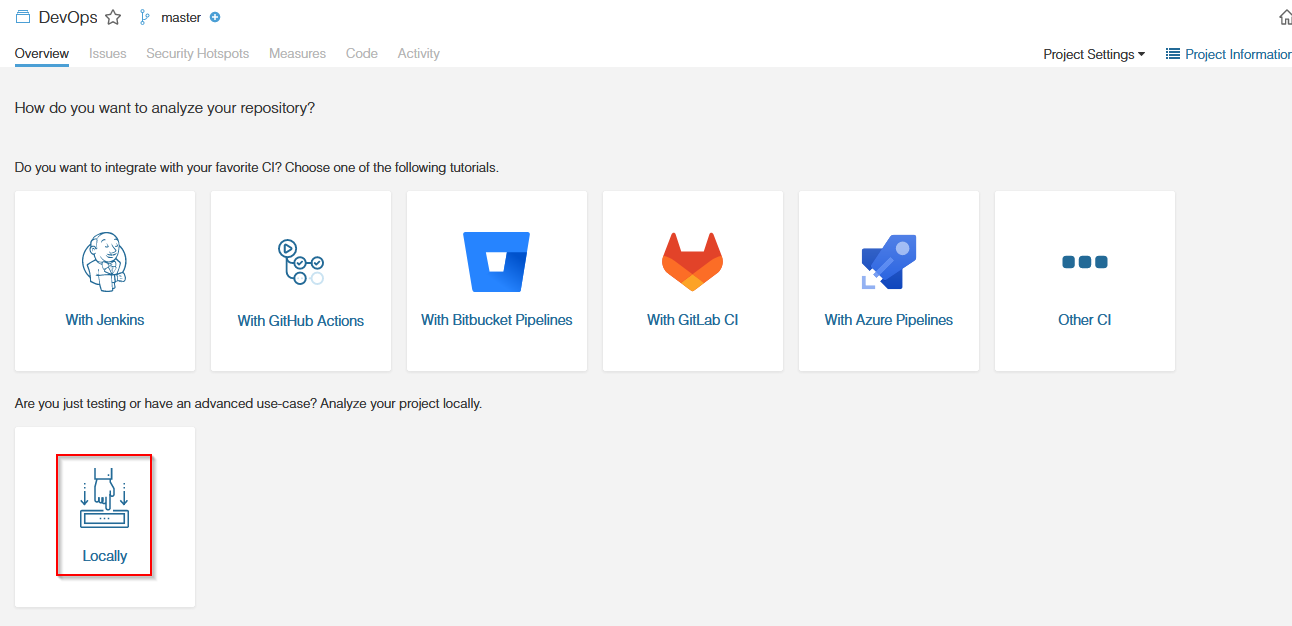 DevOps master
Overview Issues Security Hotspots Measures Code Activity Project Settings Project Information
How do you want to analyze your repository?
Do you want to integrate with your favorite CI? Choose one of the following tutorials.
With Jenkins With GitHub Actions With Bitbucket Pipelines With GitLab CI With Azure Pipelines Other CI
Are you just testing or have an advanced use-case? Analyze your project locally.
Locally